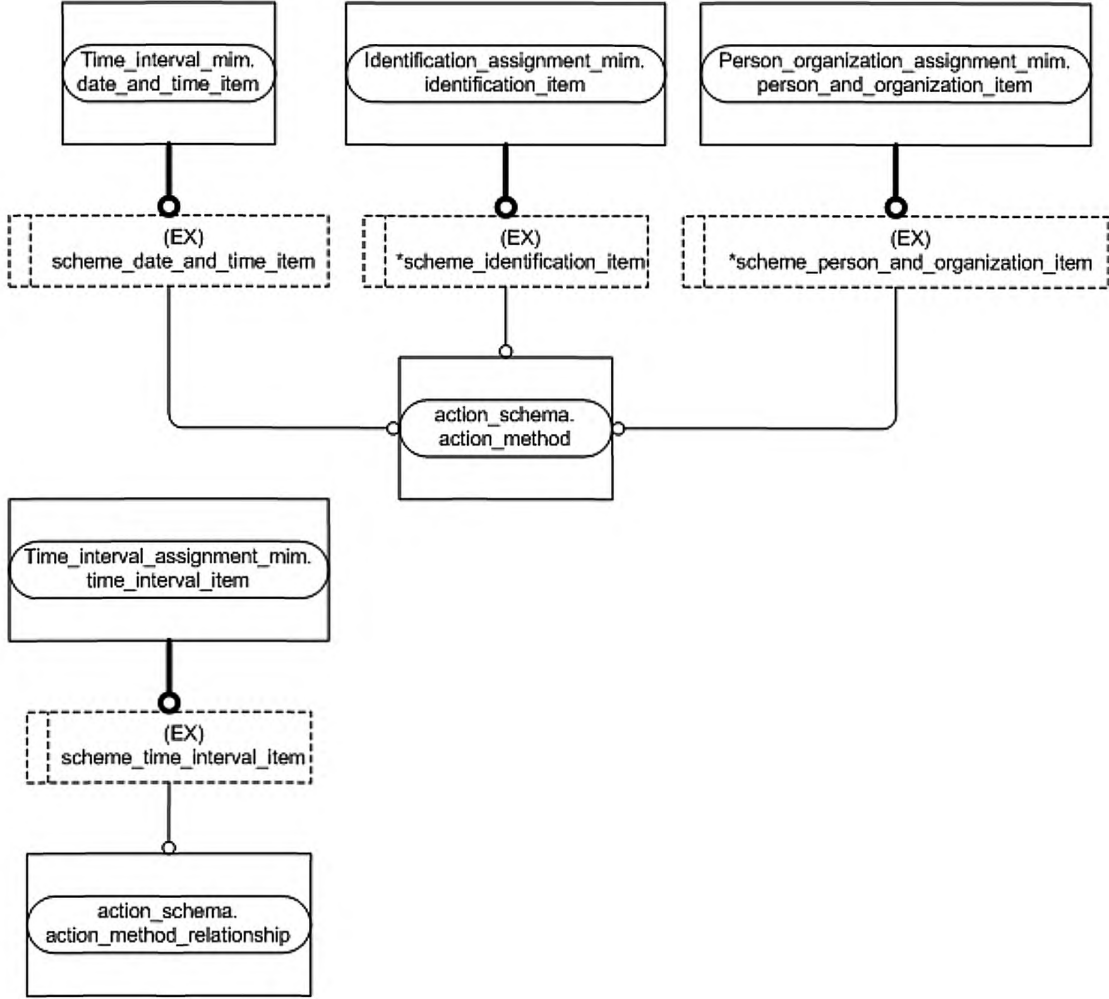 Time_interval_mim.
date_and_time_item
Identification_assignment_mim.
identification_item
Person_organization_assignment_mim.
person_and_organization_item
(EX)
scheme_date_and_time_item
(EX)
*scheme_identification_item
(EX)
*scheme_person_and_organization_item
action_schema.
action_method
Time_interval_assignment_mim.
time_interval_item
(EX)
scheme_time_interval_item
action_schema.
action_method_relationship